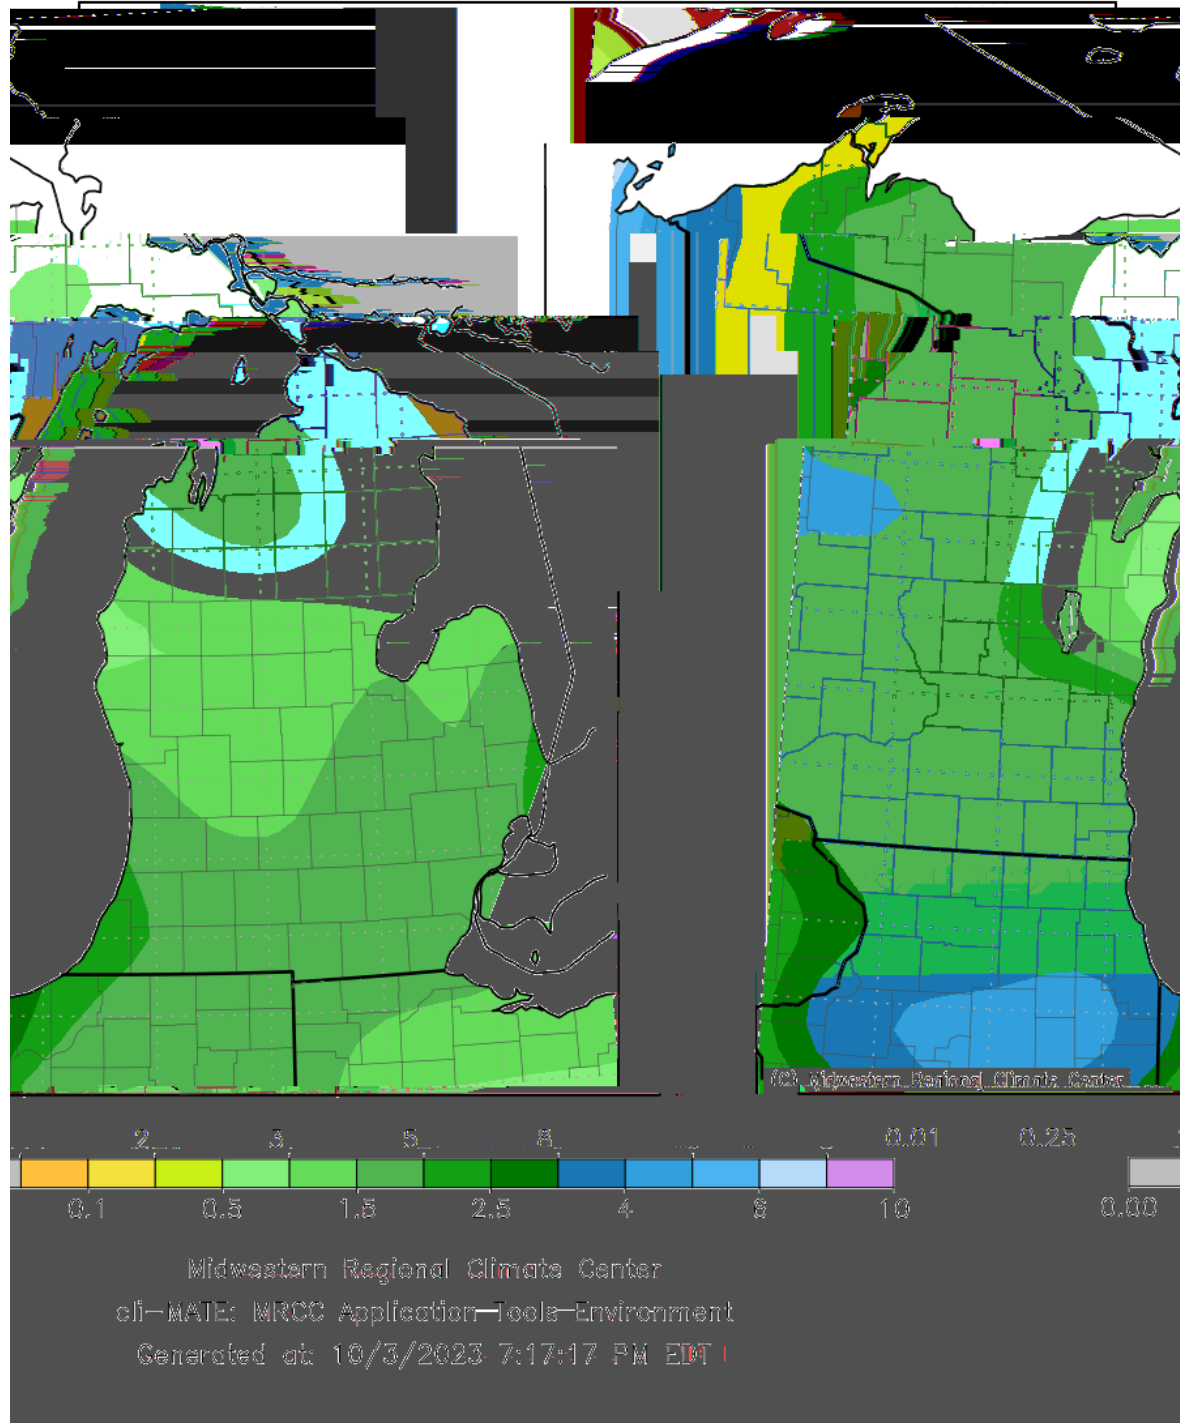 (C) Midwestern Regional Climate Center
2 3 5 8 0.01 0.25
0.1 0.5 1.5 2.5 4 6 10 0.00
Midwestern Regional Climate Center
cli-MATE: MRCC Application-Tools-Environment
Generated at: 10/3/2023 7:17:17 PM EDT